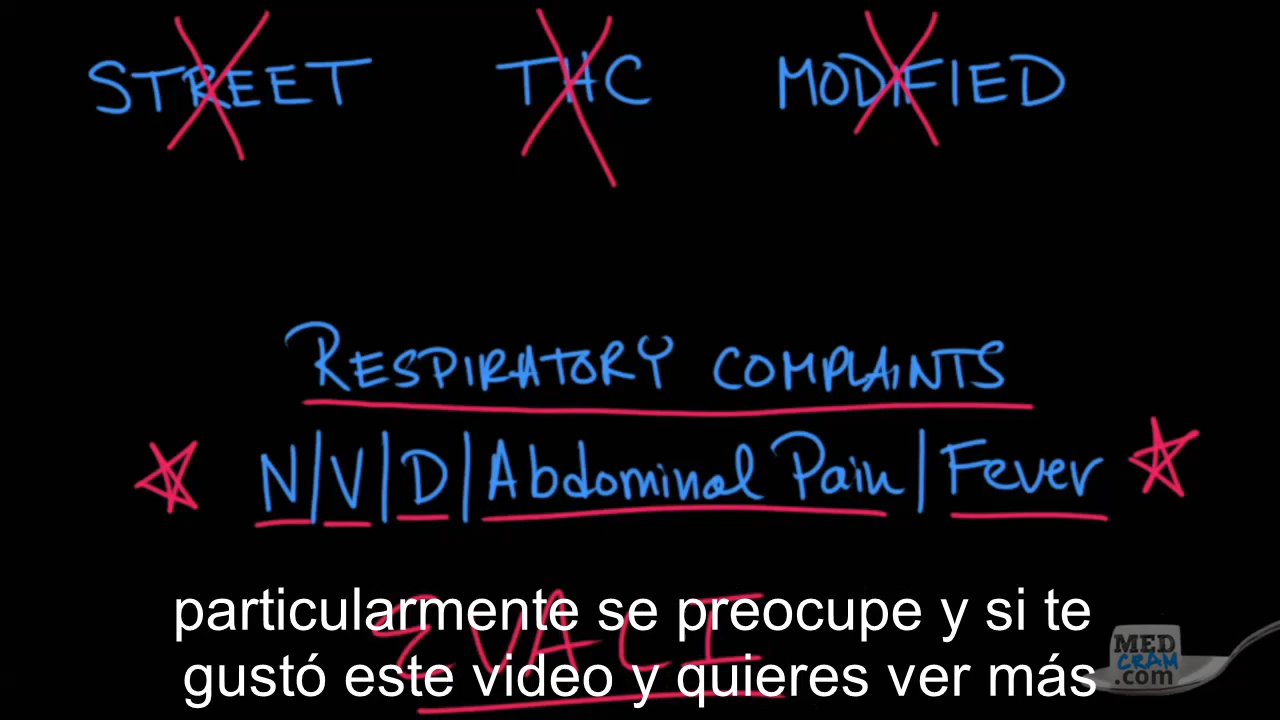 STREET THC MODIFIED
RESPIRATORY COMPLAINTS
N/V/D/Abdominal Pain/Fever
EVALI
particularmente se preocupe y si te
gustó este video y quieres ver más
MED
CRAM
.com